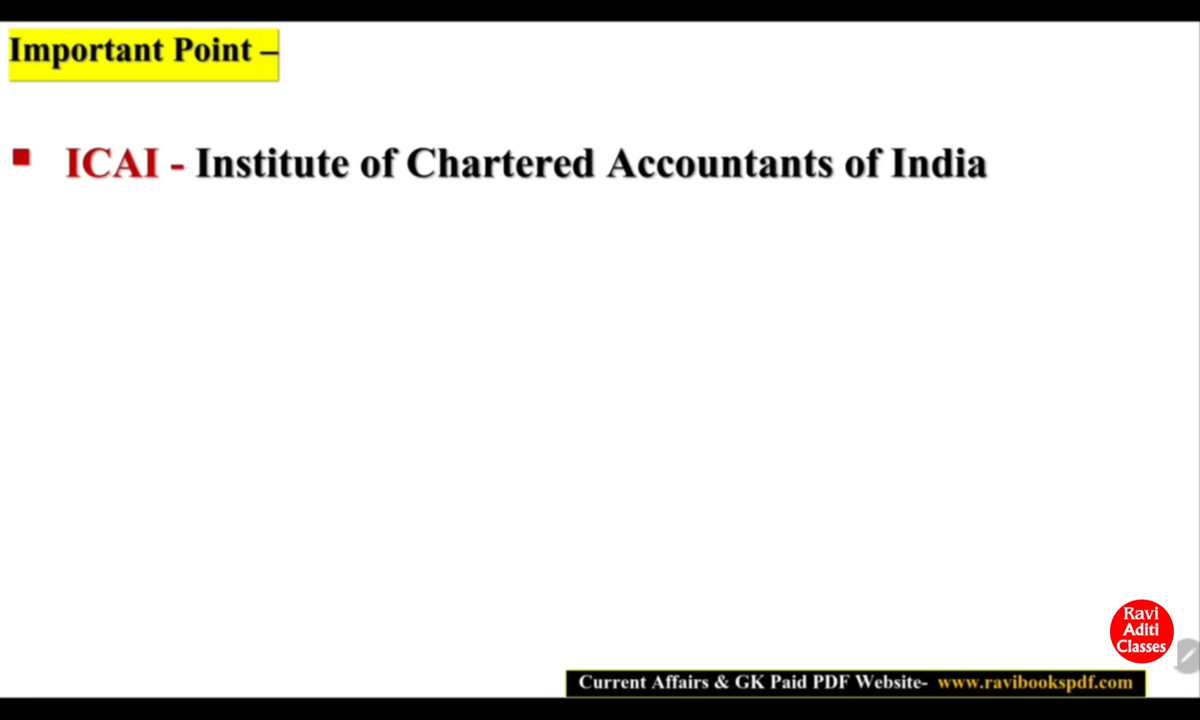 Important Point –
▪ ICAI - Institute of Chartered Accountants of India
Ravi
Aditi
Classes
Current Affairs & GK Paid PDF Website- www.ravibookspdf.com